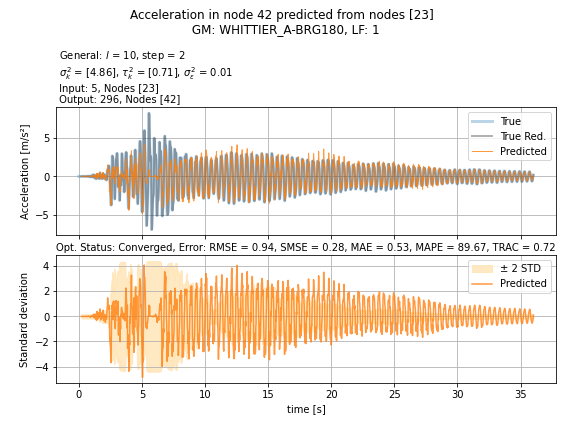 Acceleration in node 42 predicted from nodes [23]
GM: WHITTIER_A-BRG180, LF: 1
General: l = 10, step = 2
σ²ₖ = [4.86], τ²ₖ = [0.71], σ²ε = 0.01
Input: 5, Nodes [23]
Output: 296, Nodes [42]
True
True Red.
Predicted
Acceleration [m/s²]
5
0
−5
Opt. Status: Converged, Error: RMSE = 0.94, SMSE = 0.28, MAE = 0.53, MAPE = 89.67, TRAC = 0.72
± 2 STD
Predicted
Standard deviation
4
2
0
−2
−4
0 5 10 15 20 25 30 35
time [s]